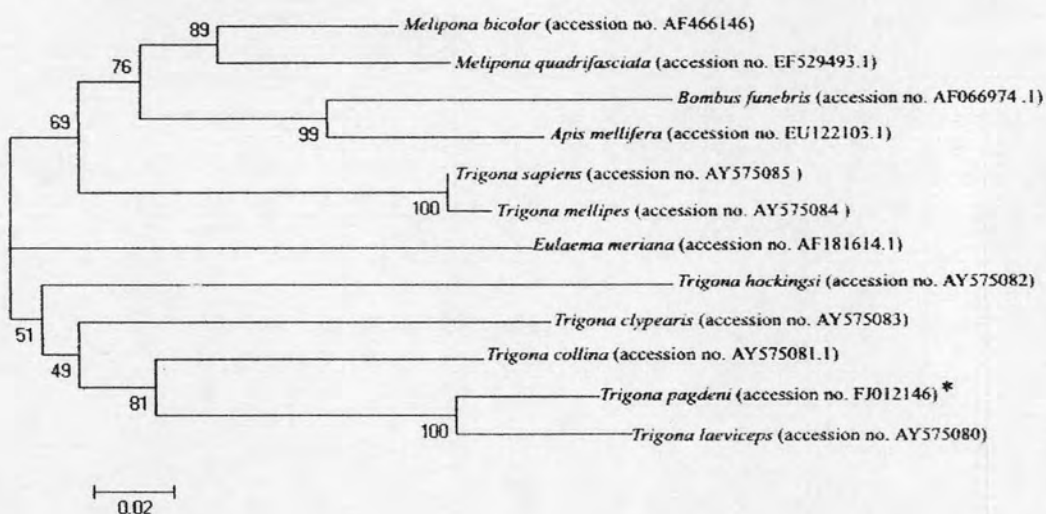 89
Melipona bicolor (accession no. AF466146)
76
Melipona quadrifasciata (accession no. EF529493.1)
Bombus funebris (accession no. AF066974 .1)
69
99
Apis mellifera (accession no. EU122103.1)
Trigona sapiens (accession no. AY575085 )
100
Trigona mellipes (accession no. AY575084 )
Eulaema meriana (accession no. AF181614.1)
Trigona hockingsi (accession no. AY575082)
51
Trigona clypearis (accession no. AY575083)
49
Trigona collina (accession no. AY575081.1)
81
Trigona pagdeni (accession no. FJ012146)*
100
Trigona laeviceps (accession no. AY575080)
0.02